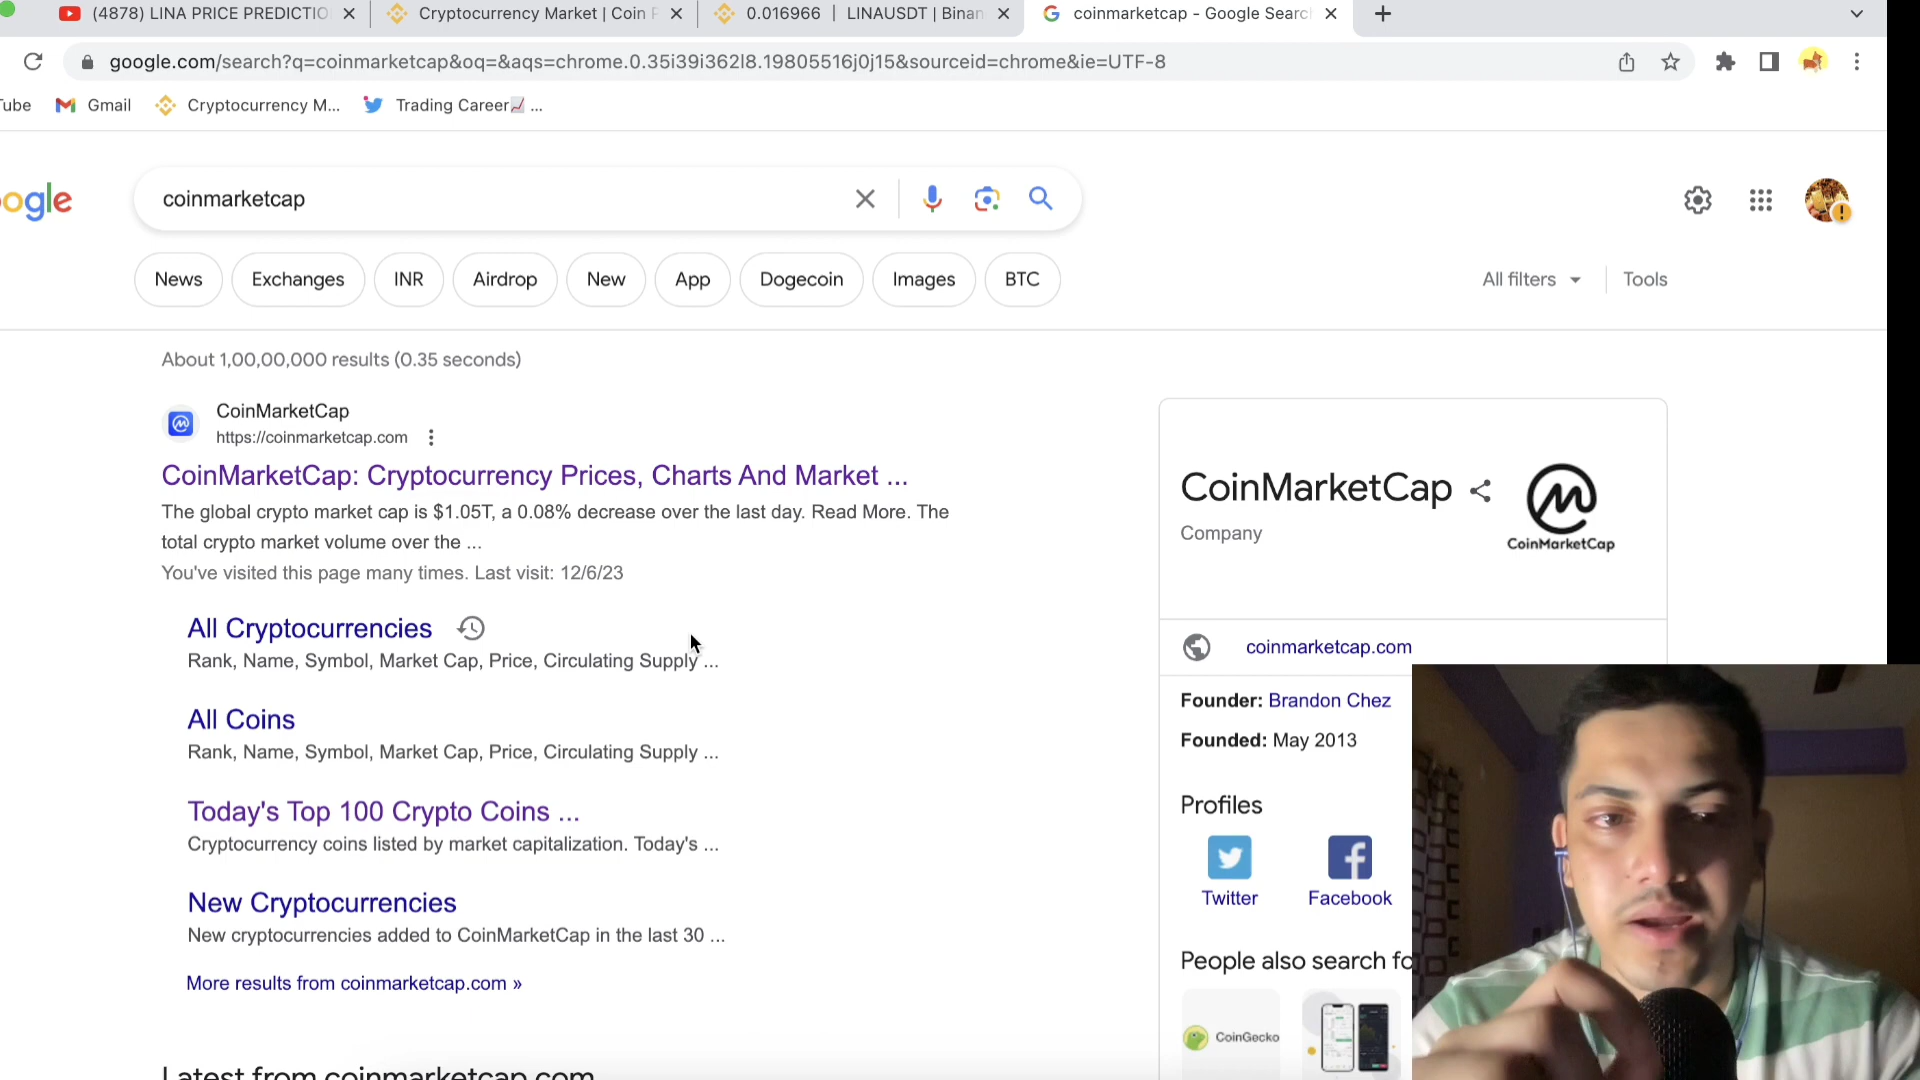 (4878) LINA PRICE PREDICTIO
Cryptocurrency Market | Coin P
0.016966 | LINAUSDT | Binan
coinmarketcap - Google Searc
google.com/search?q=coinmarketcap&oq=&aqs=chrome.0.35i39i362l8.19805516j0j15&sourceid=chrome&ie=UTF-8
Tube
Gmail
Cryptocurrency M...
Trading Career ...
ogle
coinmarketcap
News
Exchanges
INR
Airdrop
New
App
Dogecoin
Images
BTC
All filters
Tools
About 1,00,00,000 results (0.35 seconds)
CoinMarketCap
https://coinmarketcap.com
CoinMarketCap: Cryptocurrency Prices, Charts And Market ...
The global crypto market cap is $1.05T, a 0.08% decrease over the last day. Read More. The
total crypto market volume over the ...
You've visited this page many times. Last visit: 12/6/23
All Cryptocurrencies
Rank, Name, Symbol, Market Cap, Price, Circulating Supply ...
All Coins
Rank, Name, Symbol, Market Cap, Price, Circulating Supply ...
Today's Top 100 Crypto Coins ...
Cryptocurrency coins listed by market capitalization. Today's ...
New Cryptocurrencies
New cryptocurrencies added to CoinMarketCap in the last 30 ...
More results from coinmarketcap.com »
Latest from coinmarketcap.com
CoinMarketCap
Company
CoinMarketCap
coinmarketcap.com
Founder: Brandon Chez
Founded: May 2013
Profiles
Twitter
Facebook
People also search fo
CoinGecko